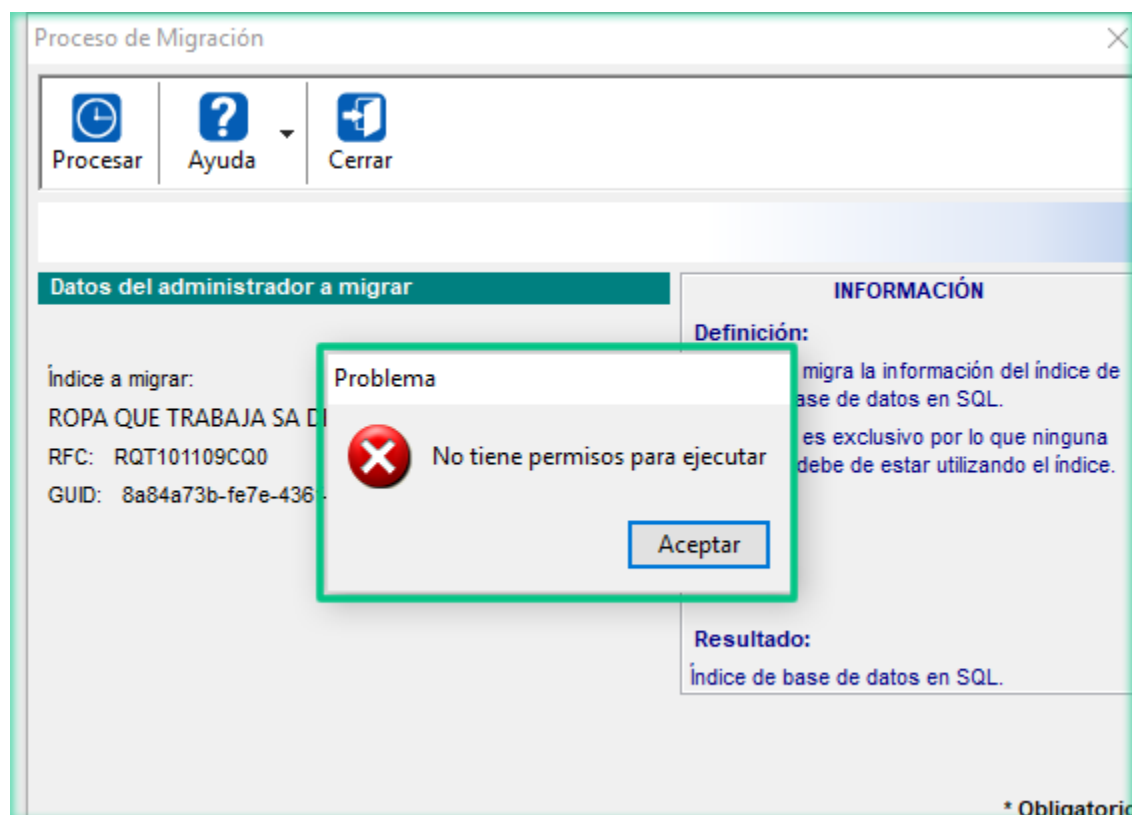 Proceso de Migración
Procesar
Ayuda
Cerrar
Datos del administrador a migrar
Índice a migrar:
ROPA QUE TRABAJA SA
RFC: RQT101109CQ0
GUID: 8a84a73b-fe7e-436
Problema
No tiene permisos para ejecutar
Aceptar
INFORMACIÓN
Definición:
migra la información del índice de
base de datos en SQL.
es exclusivo por lo que ninguna
debe de estar utilizando el índice.
Resultado:
Índice de base de datos en SQL.
* Obligatorio